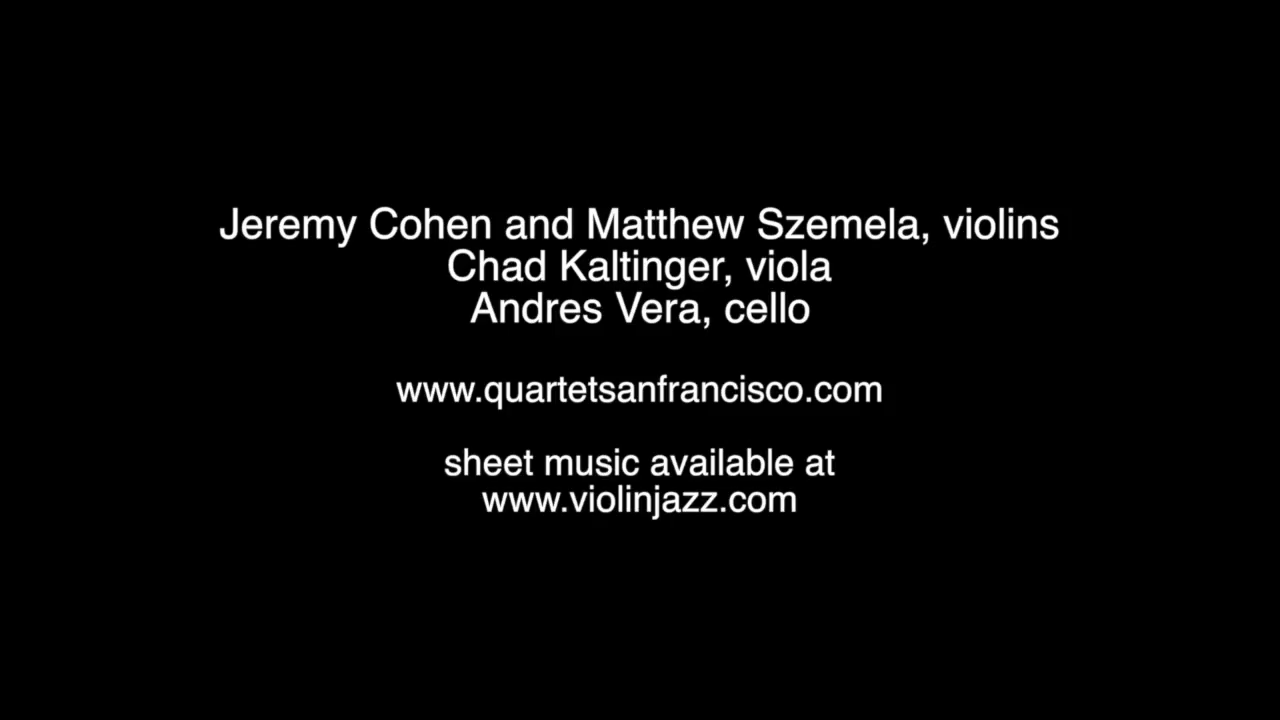 Jeremy Cohen and Matthew Szemela, violins
Chad Kaltinger, viola
Andres Vera, cello
www.quartetsanfrancisco.com
sheet music available at
www.violinjazz.com